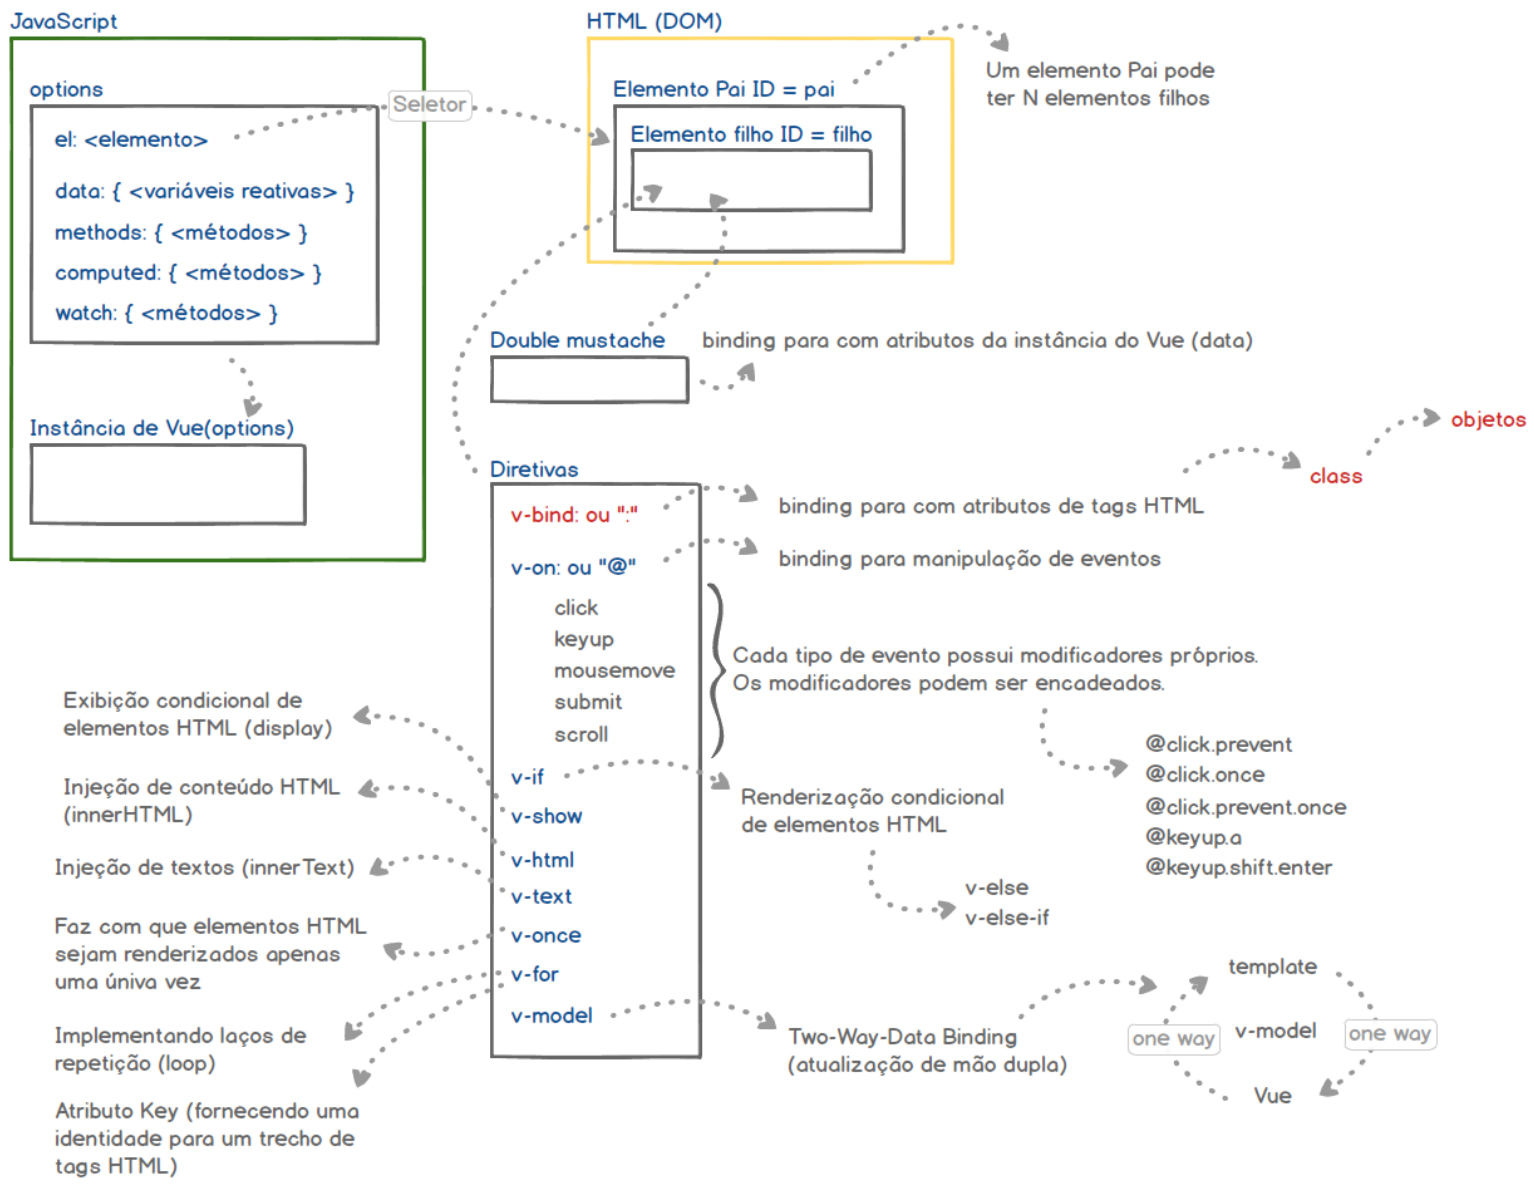 JavaScript
options
el: <elemento>
data: { <variáveis reativas> }
methods: { <métodos> }
computed: { <métodos> }
watch: { <métodos> }
Seletor
Instância de Vue(options)
HTML (DOM)
Elemento Pai ID = pai
Elemento filho ID = filho
Um elemento Pai pode
ter N elementos filhos
Double mustache
binding para com atributos da instância do Vue (data)
Diretivas
v-bind: ou ":"
binding para com atributos de tags HTML
class
objetos
v-on: ou "@"
binding para manipulação de eventos
click
keyup
mousemove
submit
scroll
Cada tipo de evento possui modificadores próprios.
Os modificadores podem ser encadeados.
@click.prevent
@click.once
@click.prevent.once
@keyup.a
@keyup.shift.enter
v-if
Renderização condicional
de elementos HTML
v-else
v-else-if
v-show
Exibição condicional de
elementos HTML (display)
v-html
Injeção de conteúdo HTML
(innerHTML)
v-text
Injeção de textos (innerText)
v-once
Faz com que elementos HTML
sejam renderizados apenas
uma úniva vez
v-for
Implementando laços de
repetição (loop)
Atributo Key (fornecendo uma
identidade para um trecho de
tags HTML)
v-model
Two-Way-Data Binding
(atualização de mão dupla)
template
one way
v-model
one way
Vue